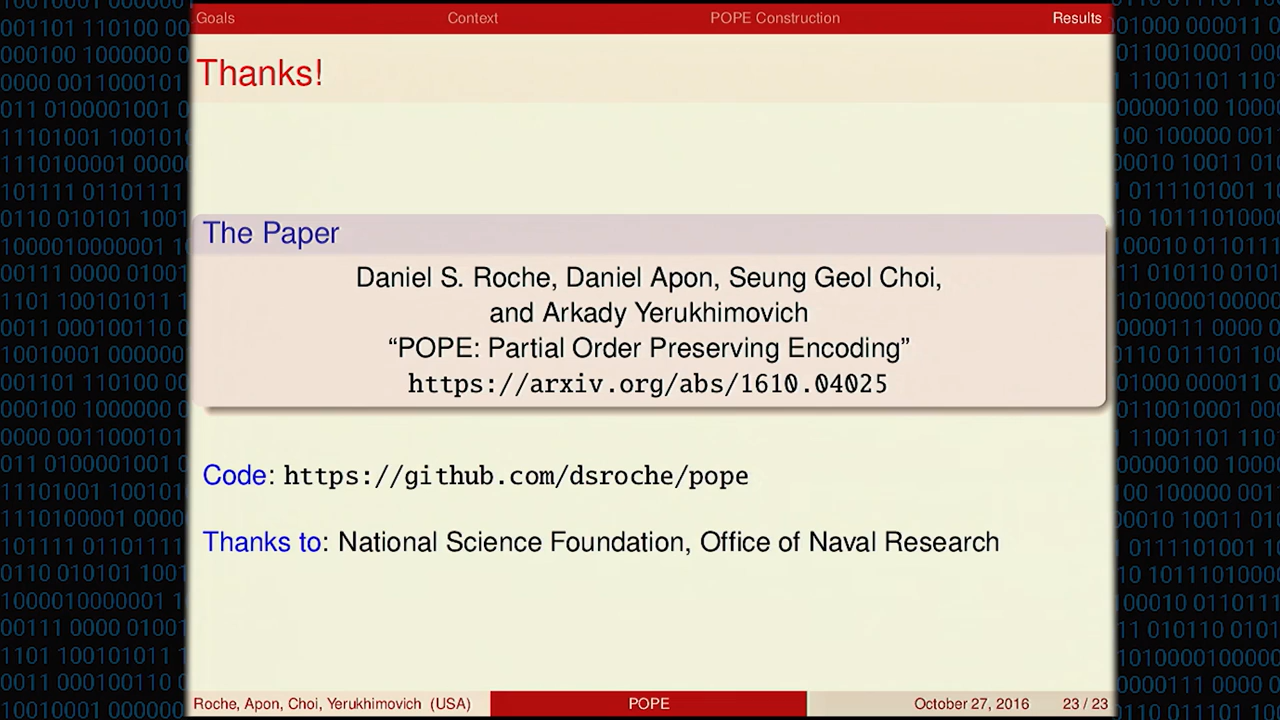 Goals Context POPE Construction Results
Thanks!
The Paper
Daniel S. Roche, Daniel Apon, Seung Geol Choi,
and Arkady Yerukhimovich
“POPE: Partial Order Preserving Encoding”
https://arxiv.org/abs/1610.04025
Code: https://github.com/dsroche/pope
Thanks to: National Science Foundation, Office of Naval Research
Roche, Apon, Choi, Yerukhimovich (USA) POPE October 27, 2016 23 / 23